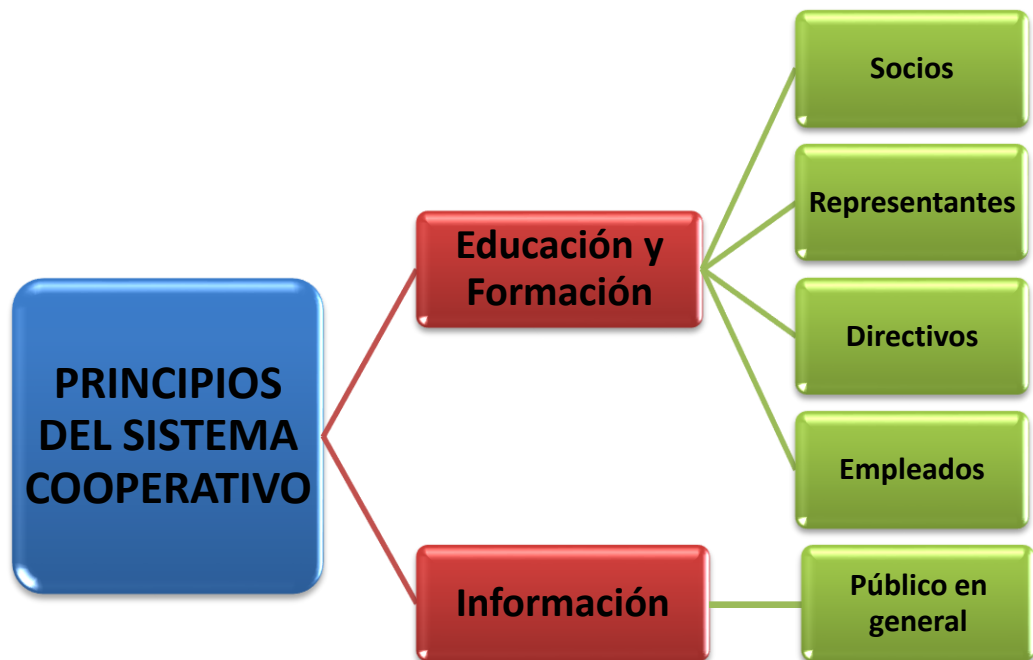 PRINCIPIOS
DEL SISTEMA
COOPERATIVO
Educación y
Formación
Socios
Representantes
Directivos
Empleados
Información
Público en
general